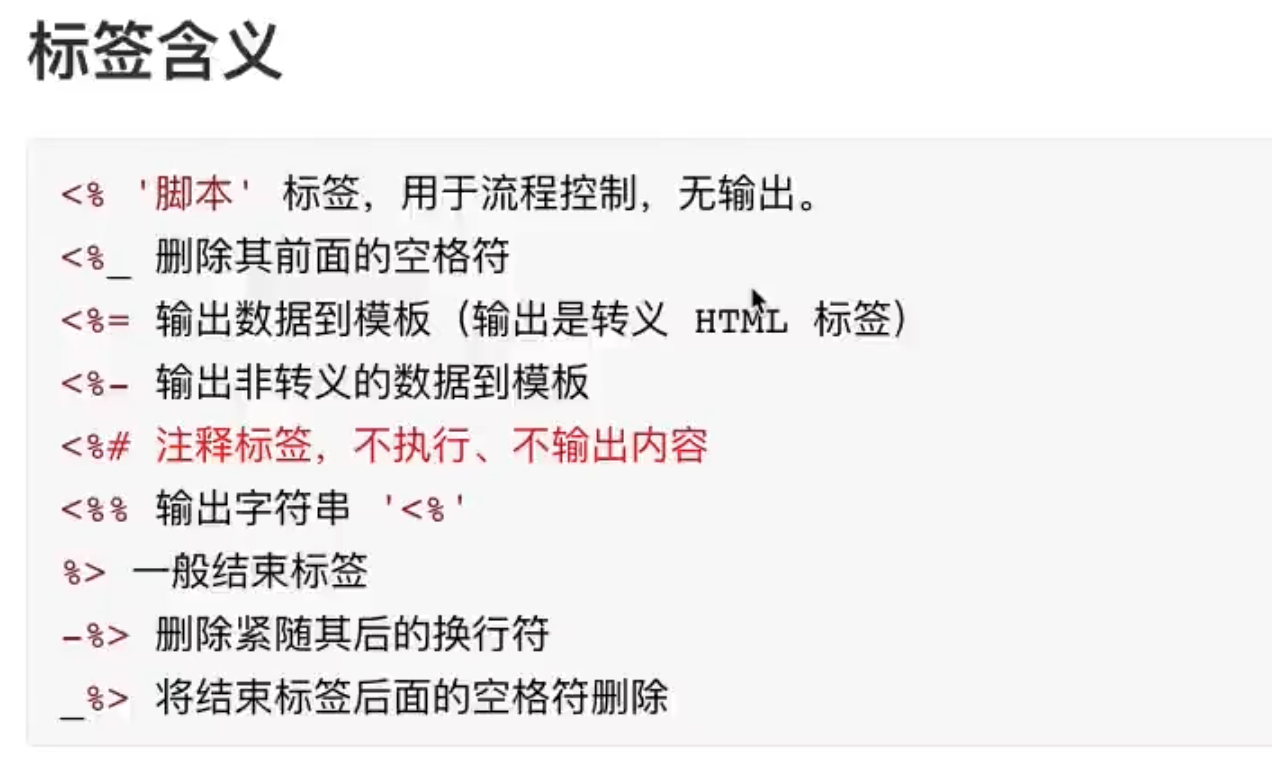 标签含义
<% '脚本' 标签，用于流程控制，无输出。
<%_ 删除其前面的空格符
<%= 输出数据到模板（输出是转义 HTML 标签）
<%- 输出非转义的数据到模板
<%# 注释标签，不执行、不输出内容
<%% 输出字符串 '<%'
%> 一般结束标签
-%> 删除紧随其后的换行符
_%> 将结束标签后面的空格符删除